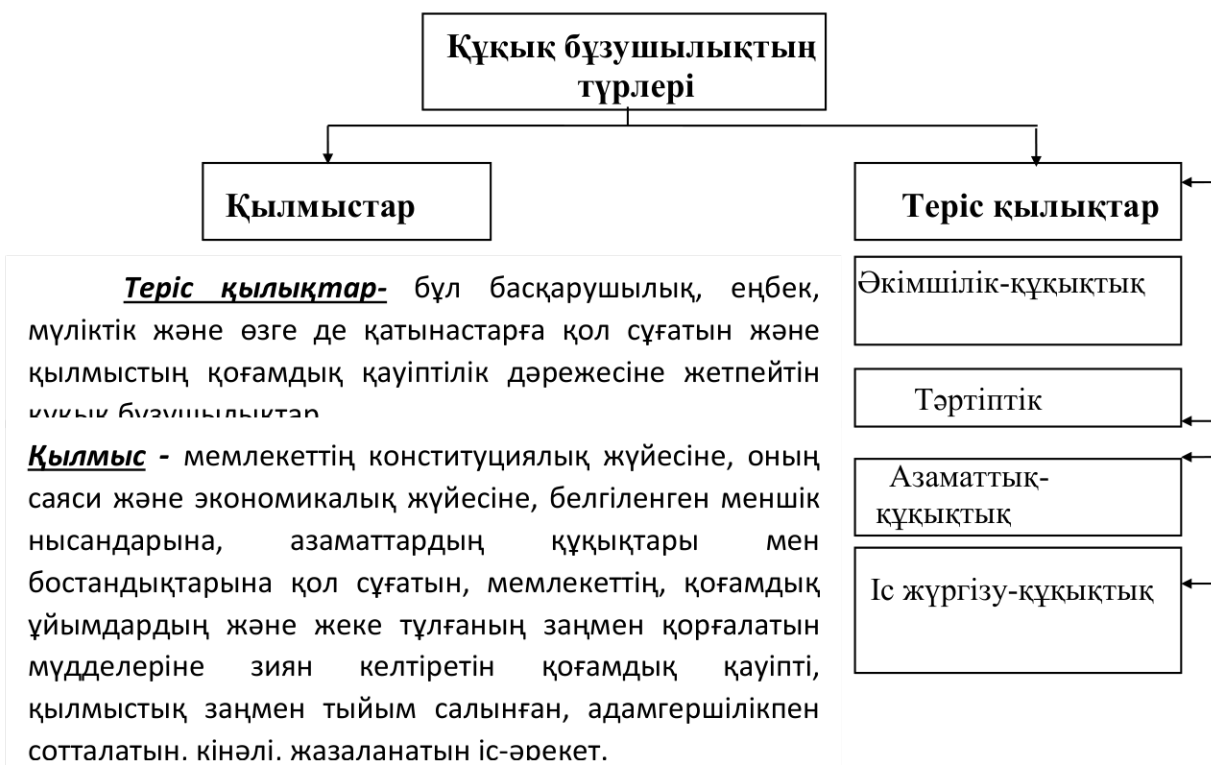 Құқық бұзушылықтың
түрлері
Қылмыстар
Теріс қылықтар
Теріс қылықтар- бұл басқарушылық, еңбек,
мүліктік және өзге де қатынастарға қол сұғатын және
қылмыстың қоғамдық қауіптілік дәрежесіне жетпейтін
құқық бұзушылықтар
Қылмыс - мемлекеттің конституциялық жүйесіне, оның
саяси және экономикалық жүйесіне, белгіленген меншік
нысандарына, азаматтардың құқықтары мен
бостандықтарына қол сұғатын, мемлекеттің, қоғамдық
ұйымдардың және жеке тұлғаның заңмен қорғалатын
мүдделеріне зиян келтіретін қоғамдық қауіпті,
қылмыстық заңмен тыйым салынған, адамгершілікпен
сотталатын, кінәлі, жазаланатын іс-әрекет.
Әкімшілік-құқықтық
Тәртіптік
Азаматтық-
құқықтық
Іс жүргізу-құқықтық